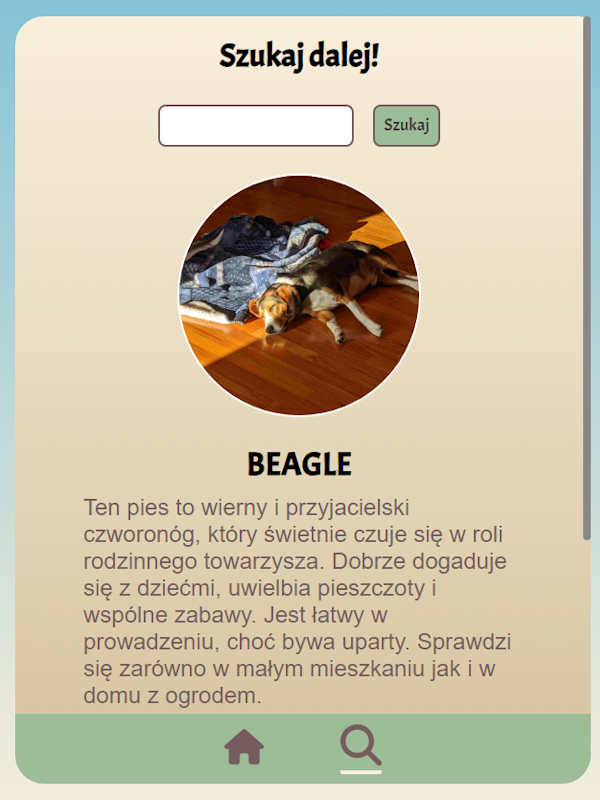 Szukaj dalej!
Szukaj
BEAGLE
Ten pies to wierny i przyjacielski
czworonóg, który świetnie czuje się w roli
rodzinnego towarzysza. Dobrze dogaduje
się z dziećmi, uwielbia pieszczoty i
wspólne zabawy. Jest łatwy w
prowadzeniu, choć bywa uparty. Sprawdzi
się zarówno w małym mieszkaniu jak i w
domu z ogrodem.